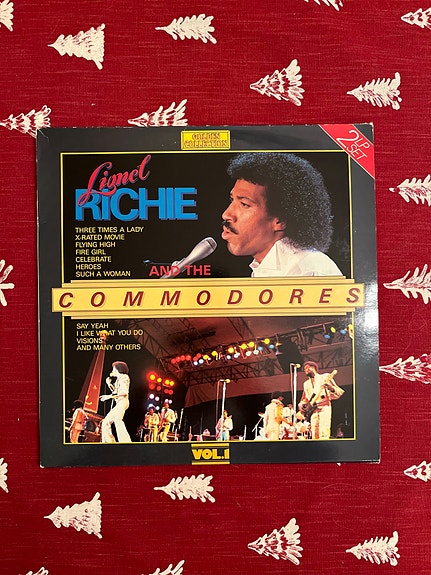 GOLDEN
COLLECTION
2 LP
SET
Lionel
RICHIE
THREE TIMES A LADY
X-RATED MOVIE
FLYING HIGH
FIRE GIRL
CELEBRATE
HEROES
SUCH A WOMAN
AND THE
COMMODORES
SAY YEAH
I LIKE WHAT YOU DO
VISIONS
AND MANY OTHERS
VOL.1